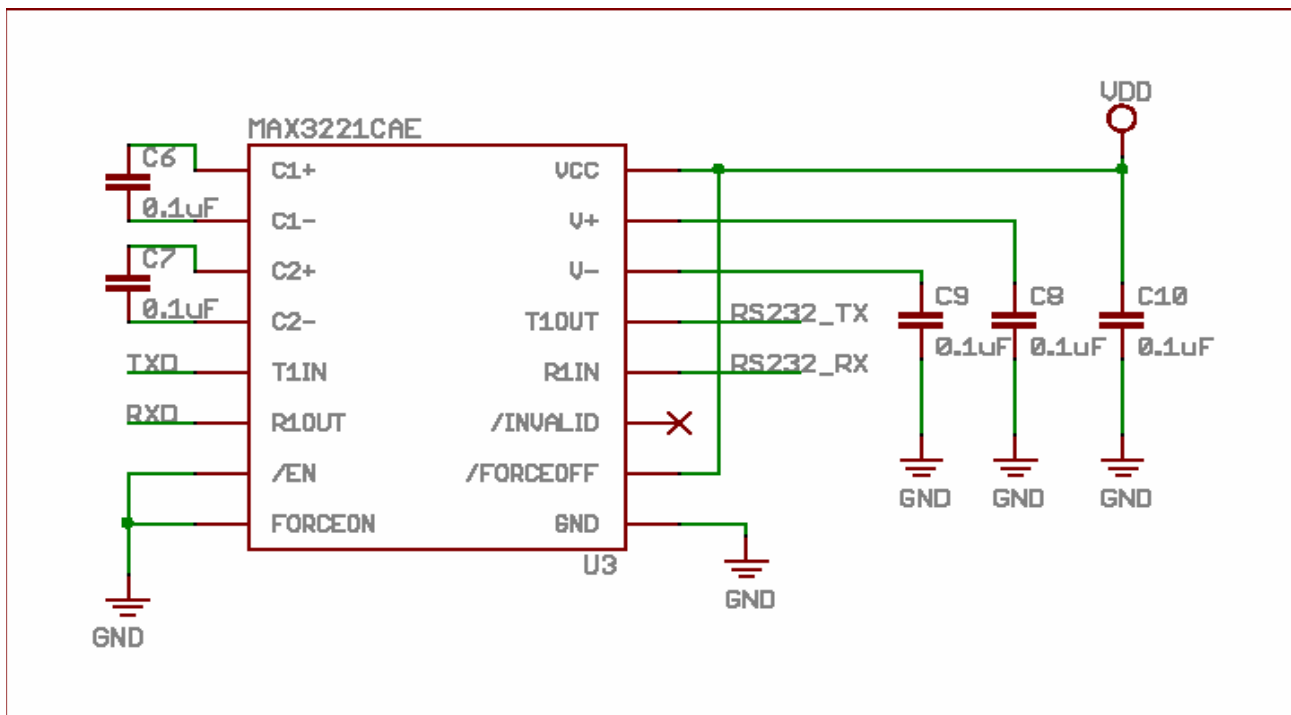 VDD
MAX3221CAE
C6
0.1uF
C7
0.1uF
C1+
C1-
C2+
C2-
T1IN
R1OUT
/EN
FORCEON
VCC
V+
V-
T1OUT
R1IN
/INVALID
/FORCEOFF
GND
U3
TXD
RXD
GND
RS232_TX
RS232_RX
C9
0.1uF
C8
0.1uF
C10
0.1uF
GND
GND
GND
GND